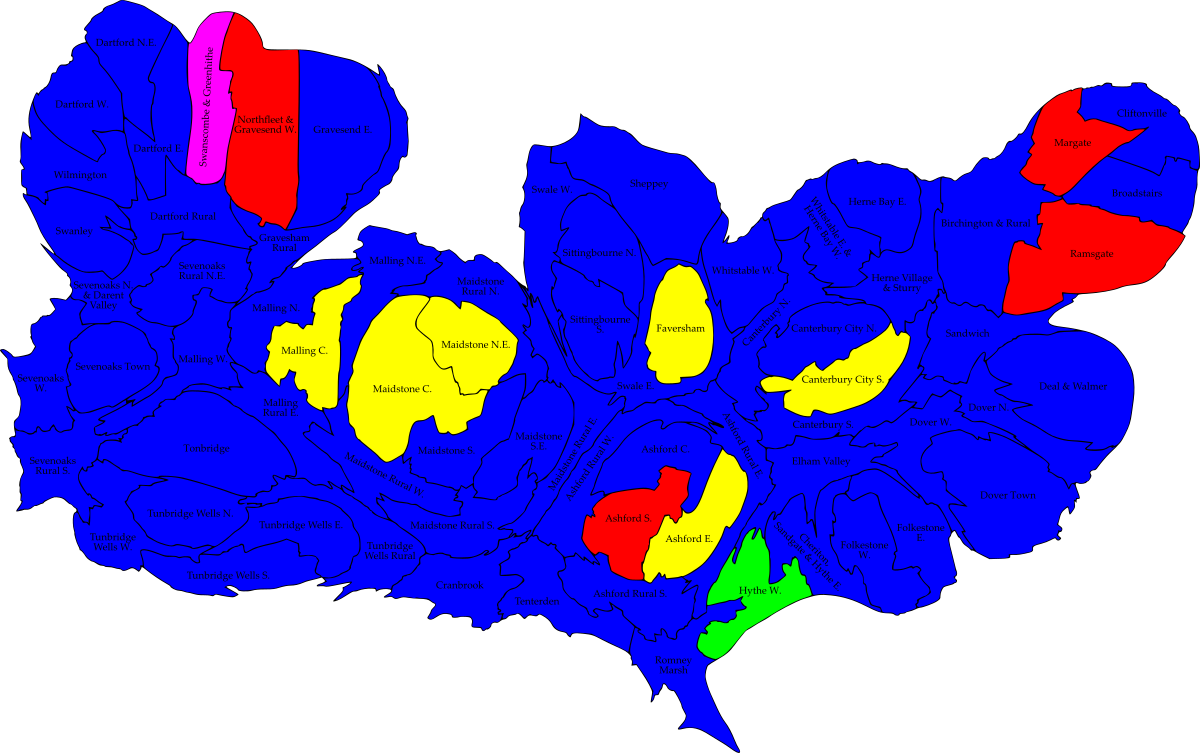 Dartford N.E.
Dartford W.
Wilmington
Swanley
Dartford E.
Swanscombe & Greenhithe
Northfleet &
Gravesend W.
Gravesend E.
Dartford Rural
Gravesham
Rural
Sevenoaks
Rural N.E.
Sevenoaks N.
& Darent
Valley
Sevenoaks Town
Sevenoaks
W.
Sevenoaks
Rural S.
Malling W.
Malling N.
Malling N.E.
Malling C.
Malling
Rural E.
Maidstone
Rural N.
Maidstone N.E.
Maidstone C.
Maidstone S.
Maidstone
S.E.
Maidstone Rural W.
Maidstone Rural S.
Maidstone Rural E.
Tonbridge
Tunbridge Wells N.
Tunbridge Wells E.
Tunbridge
Wells W.
Tunbridge Wells S.
Tunbridge
Wells Rural
Cranbrook
Tenterden
Swale W.
Sheppey
Sittingbourne N.
Sittingbourne
S.
Faversham
Swale E.
Ashford Rural W.
Ashford C.
Ashford Rural E.
Ashford S.
Ashford E.
Ashford Rural S.
Romney
Marsh
Hythe W.
Whitstable W.
Whitstable E. &
Herne Bay W.
Herne Bay E.
Herne Village
& Sturry
Canterbury N.
Canterbury City N.
Canterbury City S.
Canterbury S.
Elham Valley
Cheriton,
Sandgate & Hythe E.
Folkestone
W.
Folkestone
E.
Birchington & Rural
Margate
Cliftonville
Broadstairs
Ramsgate
Sandwich
Deal & Walmer
Dover N.
Dover W.
Dover Town